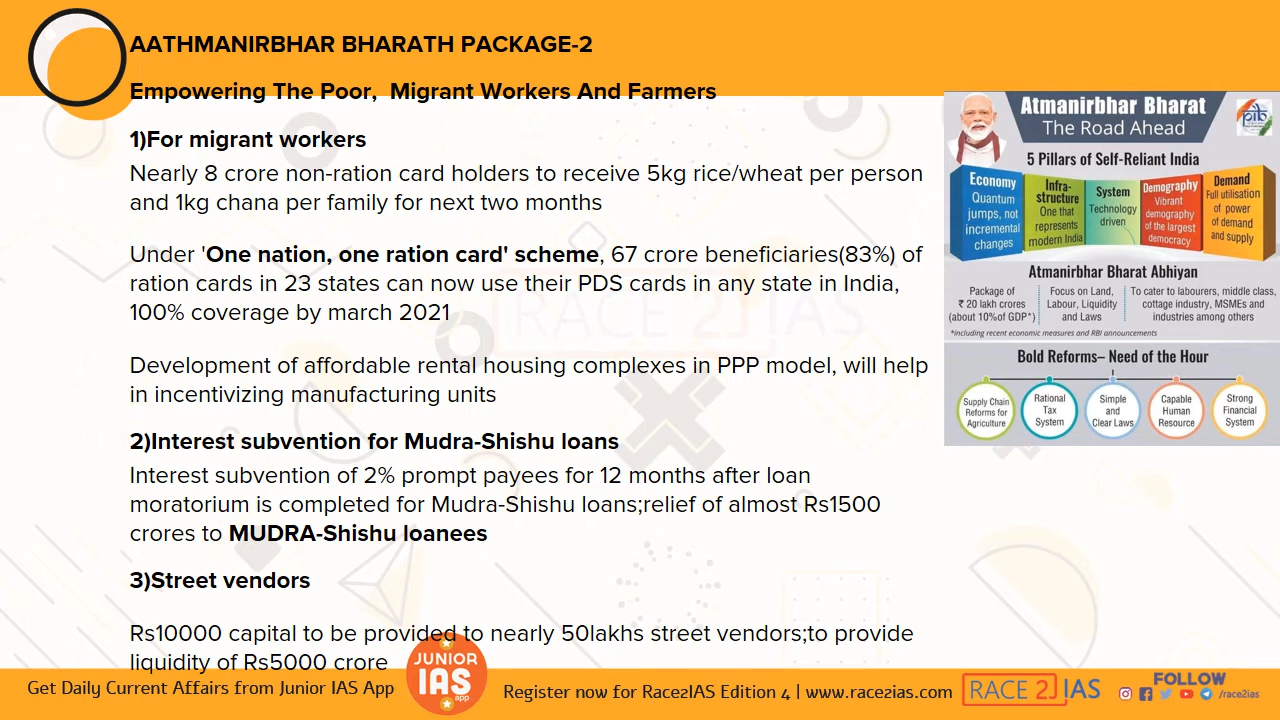 AATHMANIRBHAR BHARATH PACKAGE-2
Empowering The Poor,  Migrant Workers And Farmers
1)For migrant workers
Nearly 8 crore non-ration card holders to receive 5kg rice/wheat per person
and 1kg chana per family for next two months
Under 'One nation, one ration card' scheme, 67 crore beneficiaries(83%) of
ration cards in 23 states can now use their PDS cards in any state in India,
100% coverage by march 2021
Development of affordable rental housing complexes in PPP model, will help
in incentivizing manufacturing units
2)Interest subvention for Mudra-Shishu loans
Interest subvention of 2% prompt payees for 12 months after loan
moratorium is completed for Mudra-Shishu loans;relief of almost Rs1500
crores to MUDRA-Shishu loanees
3)Street vendors
Rs10000 capital to be provided to nearly 50lakhs street vendors;to provide
liquidity of Rs5000 crore
Atmanirbhar Bharat
The Road Ahead
pib
5 Pillars of Self-Reliant India
Economy
Quantum
jumps, not
incremental
changes
Infra-
structure
One that
represents
modern India
System
Technology
driven
Demography
Vibrant
demography
of the largest
democracy
Demand
Full utilisation
of power
of demand
and supply
Atmanirbhar Bharat Abhiyan
Package of
₹ 20 lakh crores
(about 10%of GDP*)
Focus on Land,
Labour, Liquidity
and Laws
To cater to labourers, middle class,
cottage industry, MSMEs and
industries among others
*including recent economic measures and RBI announcements
Bold Reforms– Need of the Hour
Supply Chain
Reforms for
Agriculture
Rational
Tax
System
Simple
and
Clear Laws
Capable
Human
Resource
Strong
Financial
System
RACE 2 IAS
Get Daily Current Affairs from Junior IAS App
JUNIOR
IAS
app
Register now for Race2IAS Edition 4 | www.race2ias.com
RACE 2 IAS
FOLLOW
/race2ias